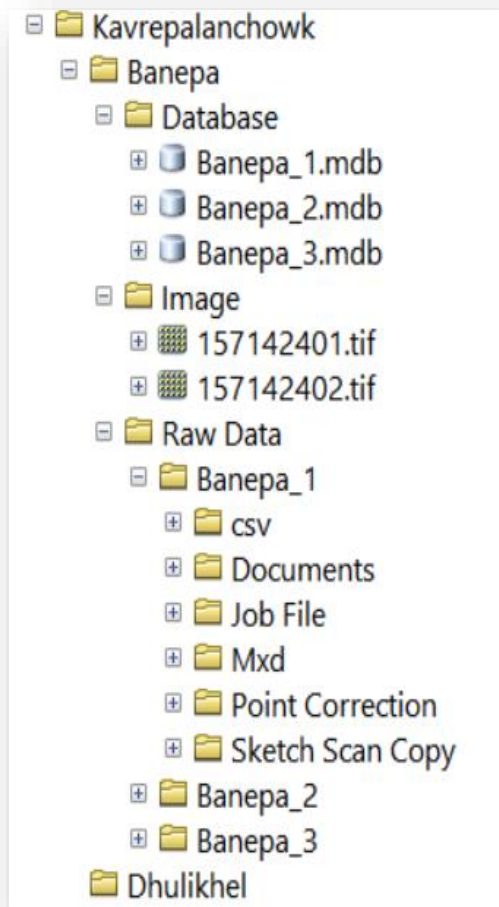 Kavrepalanchowk
Banepa
Database
Banepa_1.mdb
Banepa_2.mdb
Banepa_3.mdb
Image
157142401.tif
157142402.tif
Raw Data
Banepa_1
csv
Documents
Job File
Mxd
Point Correction
Sketch Scan Copy
Banepa_2
Banepa_3
Dhulikhel